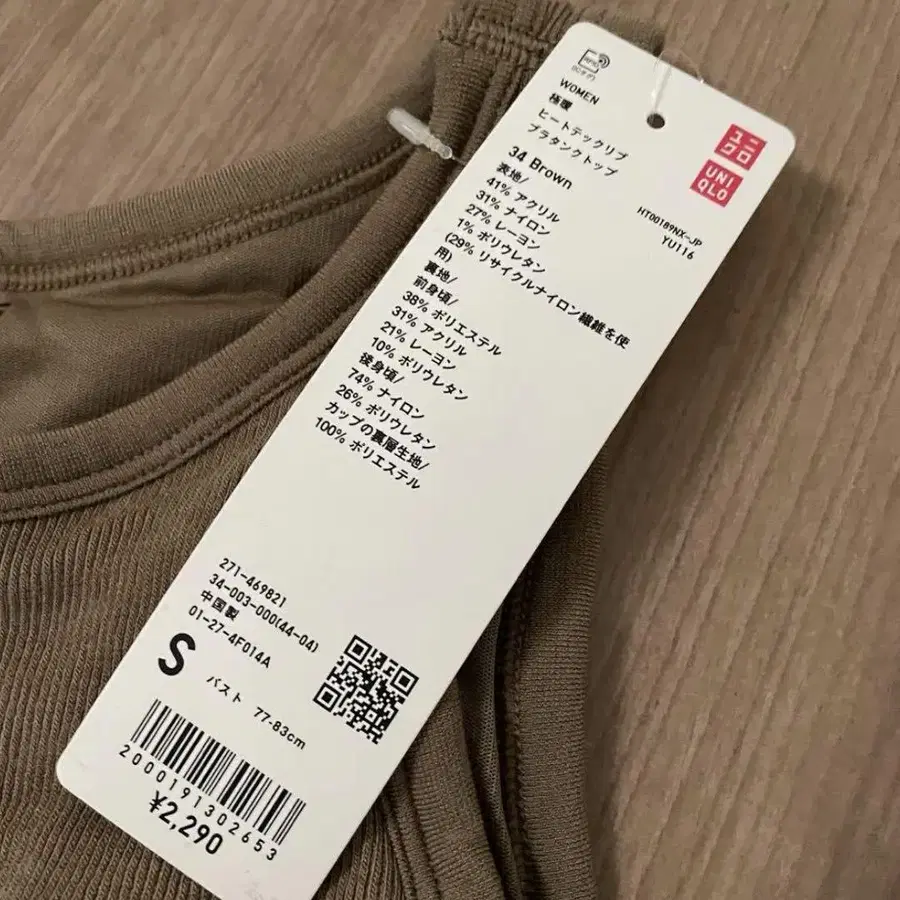 RFID
(ICタグ)
WOMEN
極暖
ヒートテックリブ
ブラタンクトップ
34 Brown
ユニ
クロ
UNI
QLO
HT00189NX-JP
YU116
表地/
41% アクリル
31% ナイロン
27% レーヨン
1% ポリウレタン
(29% リサイクルナイロン繊維を使
用)
裏地/
前身頃/
38% ポリエステル
31% アクリル
21% レーヨン
10% ポリウレタン
後身頃/
74% ナイロン
26% ポリウレタン
カップの裏層生地/
100% ポリエステル
271-469821
34-003-000(44-04)
中国製
01-27-4F014A
S
バスト 77-83cm
2000191302653
¥2,290